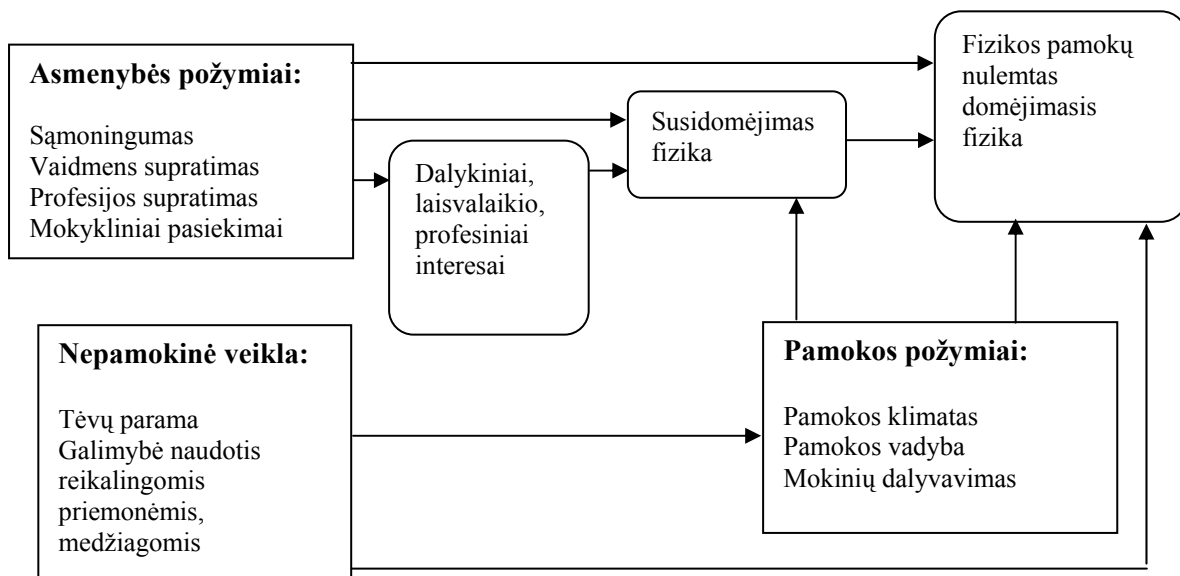 Asmenybės požymiai:
Sąmoningumas
Vaidmens supratimas
Profesijos supratimas
Mokykliniai pasiekimai
Dalykiniai,
laisvalaikio,
profesiniai
interesai
Susidomėjimas
fizika
Fizikos pamokų
nulemtas
domėjimasis
fizika
Nepamokinė veikla:
Tėvų parama
Galimybė naudotis
reikalingomis
priemonėmis,
medžiagomis
Pamokos požymiai:
Pamokos klimatas
Pamokos vadyba
Mokinių dalyvavimas